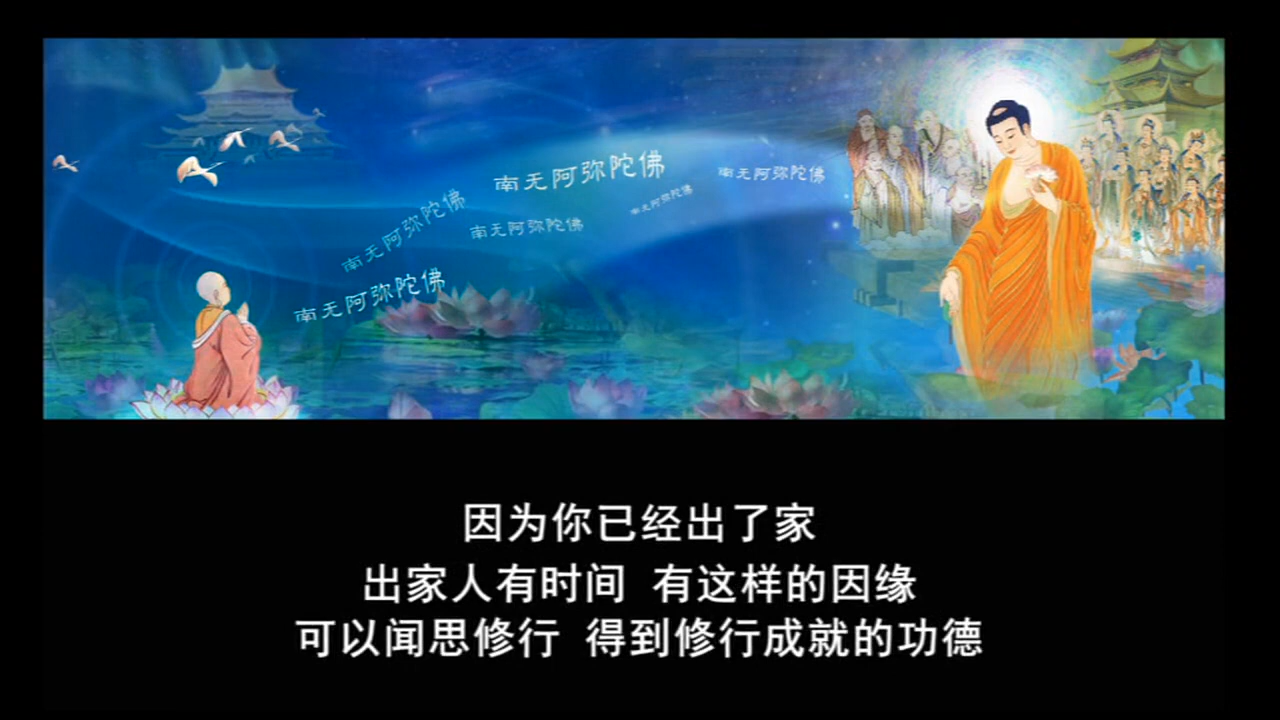 南无阿弥陀佛
南无阿弥陀佛
南无阿弥陀佛
南无阿弥陀佛
南无阿弥陀佛
南无阿弥陀佛
因为你已经出了家
出家人有时间 有这样的因缘
可以闻思修行 得到修行成就的功德